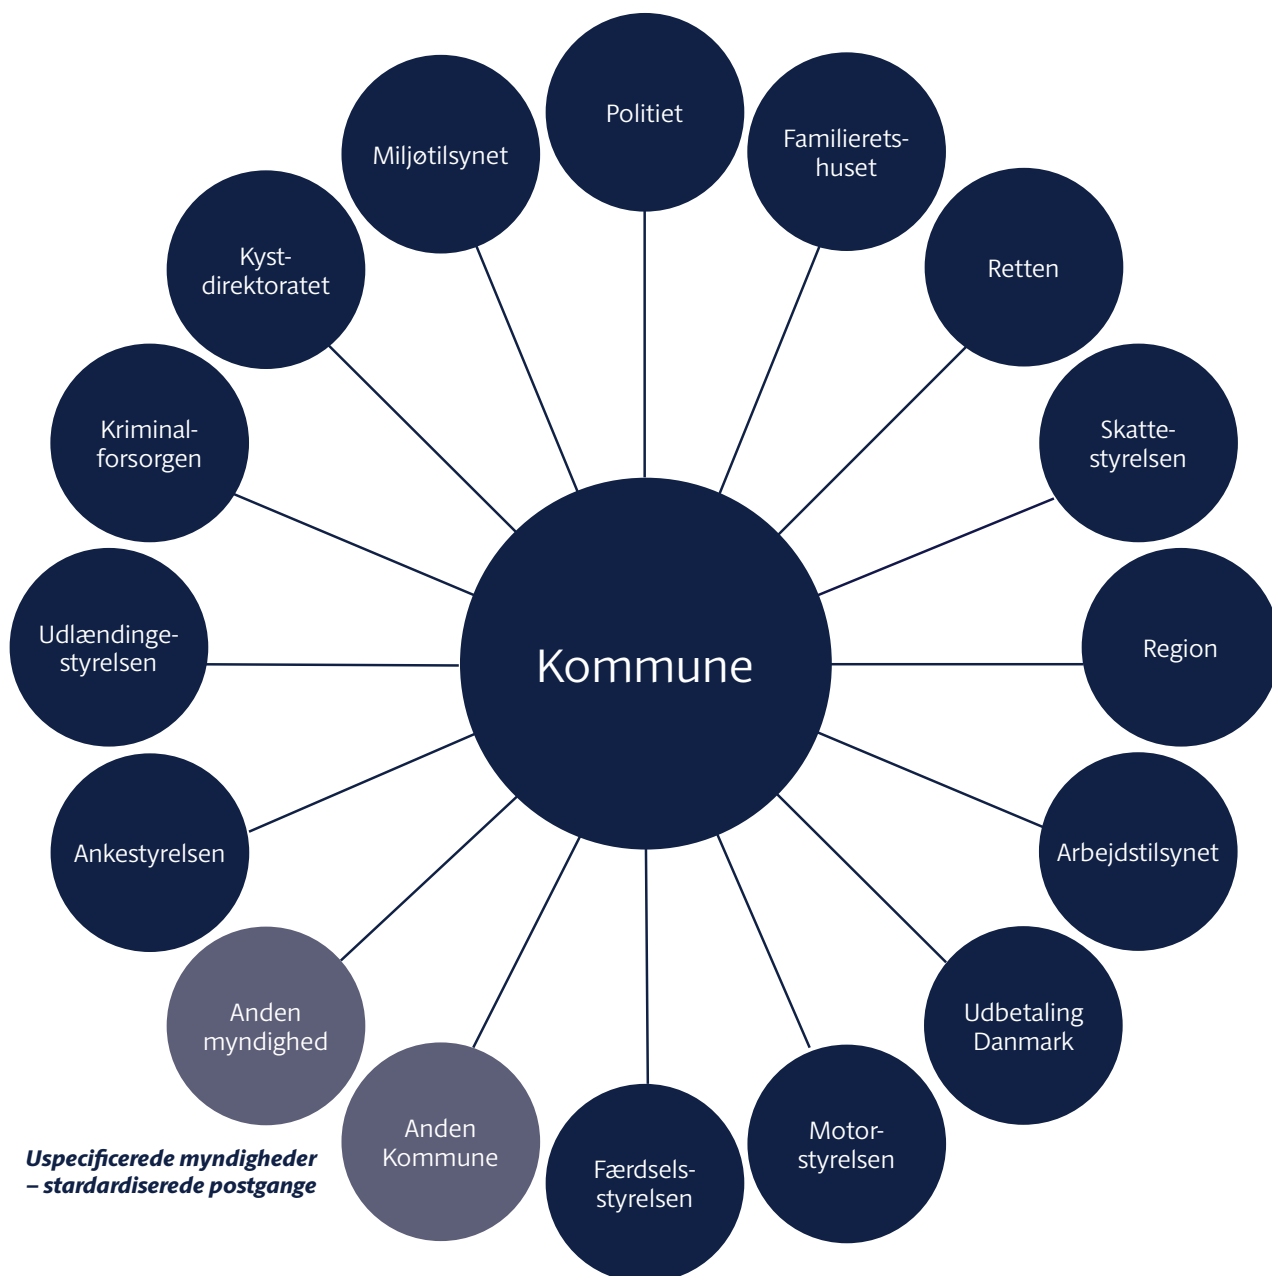 Politiet
Familierets-
huset
Retten
Skatte-
styrelsen
Region
Arbejdstilsynet
Udbetaling
Danmark
Motor-
styrelsen
Færdsels-
styrelsen
Anden
Kommune
Anden
myndighed
Ankestyrelsen
Udlændinge-
styrelsen
Kriminal-
forsorgen
Kyst-
direktoratet
Miljøtilsynet
Kommune
Uspecificerede myndigheder
– stardardiserede postgange